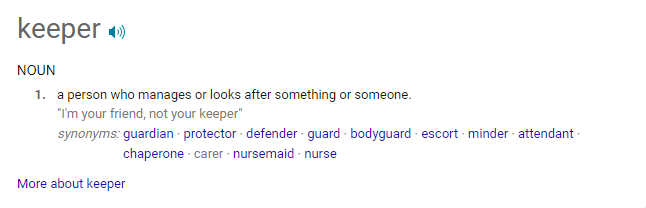 keeper
NOUN
1. a person who manages or looks after something or someone.
"I'm your friend, not your keeper"
synonyms: guardian · protector · defender · guard · bodyguard · escort · minder · attendant ·
chaperone · carer · nursemaid · nurse
More about keeper